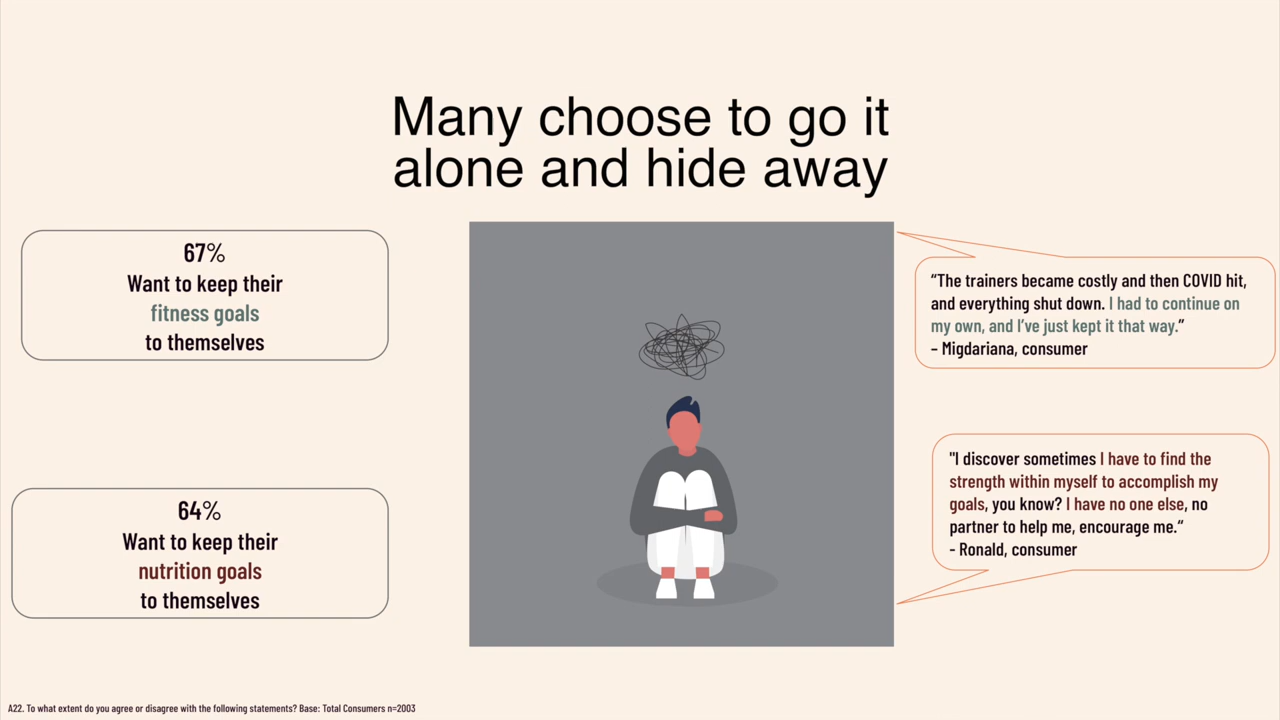 Many choose to go it
alone and hide away
67%
Want to keep their
fitness goals
to themselves
64%
Want to keep their
nutrition goals
to themselves
“The trainers became costly and then COVID hit,
and everything shut down. I had to continue on
my own, and I’ve just kept it that way.”
– Migdariana, consumer
"I discover sometimes I have to find the
strength within myself to accomplish my
goals, you know? I have no one else, no
partner to help me, encourage me.“
- Ronald, consumer
A22. To what extent do you agree or disagree with the following statements? Base: Total Consumers n=2003